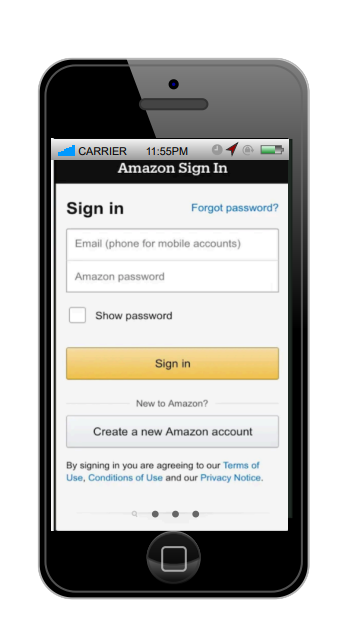 CARRIER 11:55PM
Amazon Sign In
Sign in Forgot password?
Email (phone for mobile accounts)
Amazon password
Show password
Sign in
New to Amazon?
Create a new Amazon account
By signing in you are agreeing to our Terms of
Use, Conditions of Use and our Privacy Notice.